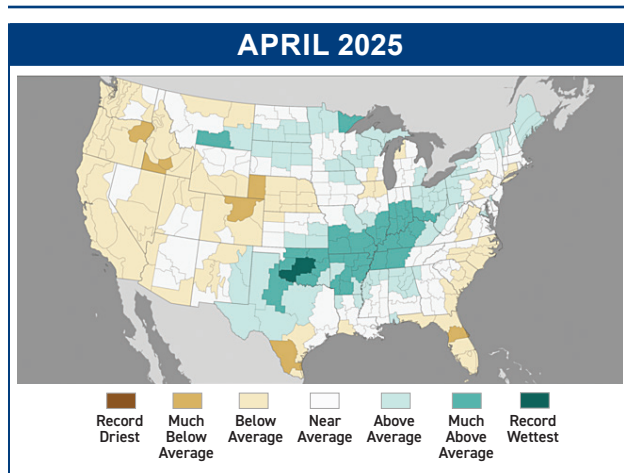 APRIL 2025
Record
Driest
Much
Below
Average
Below
Average
Near
Average
Above
Average
Much
Above
Average
Record
Wettest